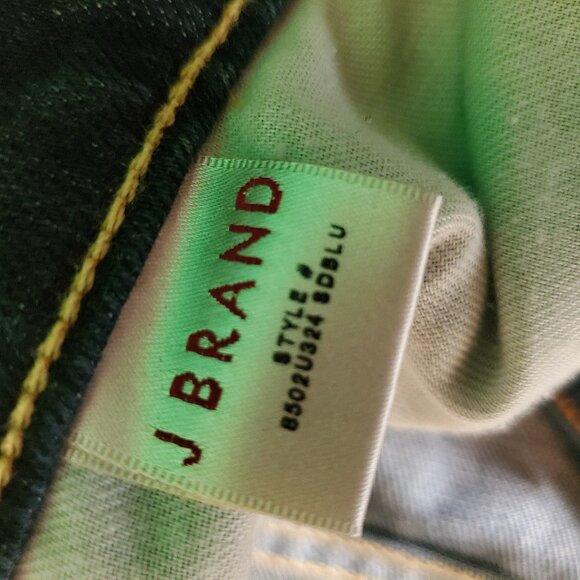 J BRAND
STYLE #
8502U324 SDBLU